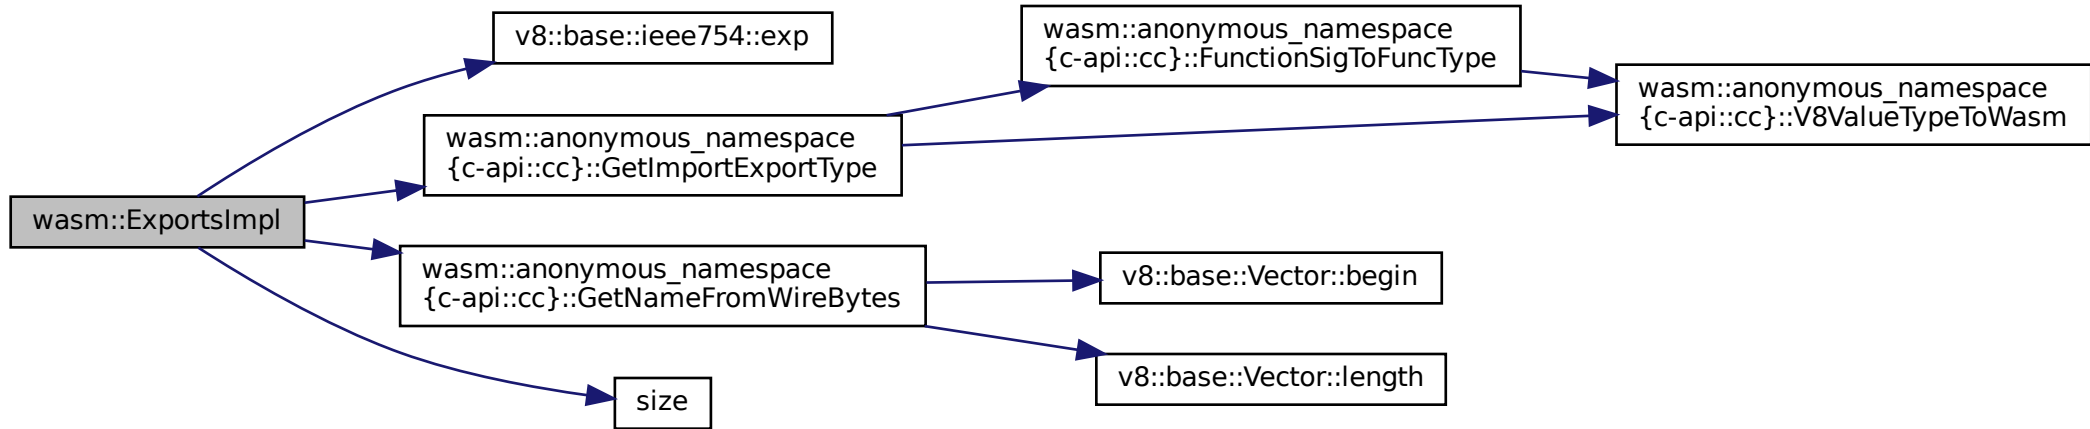 wasm::ExportsImpl
v8::base::ieee754::exp
wasm::anonymous_namespace
{c-api::cc}::GetImportExportType
wasm::anonymous_namespace
{c-api::cc}::FunctionSigToFuncType
wasm::anonymous_namespace
{c-api::cc}::V8ValueTypeToWasm
wasm::anonymous_namespace
{c-api::cc}::GetNameFromWireBytes
v8::base::Vector::begin
v8::base::Vector::length
size